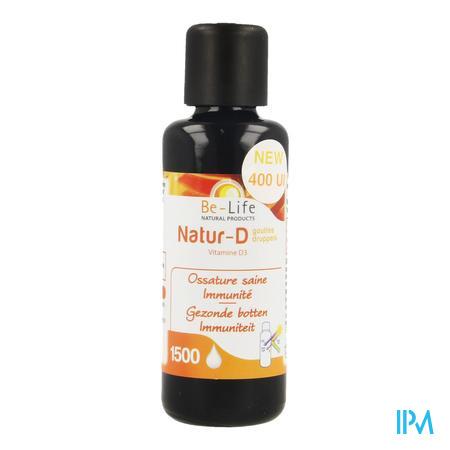 NEW
400 UI
Be-Life
NATURAL PRODUCTS
Natur-D gouttes
druppels
Vitamine D3
Ossature saine
Immunité
Gezonde botten
Immuniteit
1500
IPM